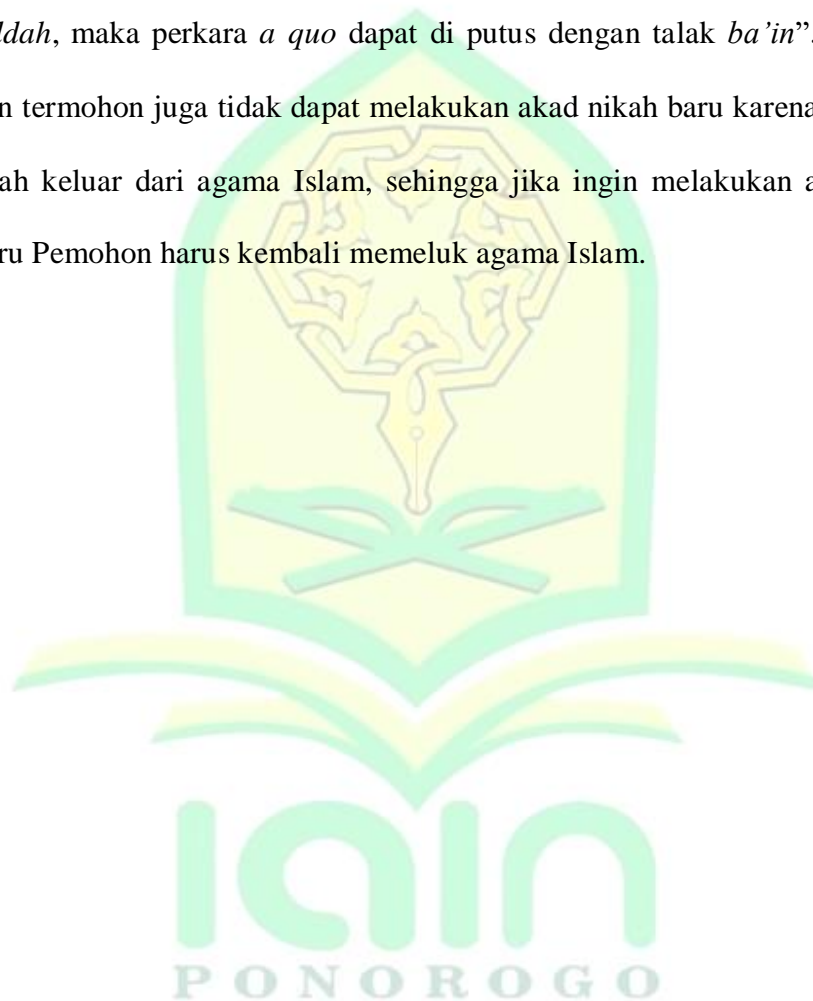 ldah, maka perkara a quo dapat di putus dengan talak ba’in”.
n termohon juga tidak dapat melakukan akad nikah baru karena
ah keluar dari agama Islam, sehingga jika ingin melakukan a
ru Pemohon harus kembali memeluk agama Islam.
iain
PONOROGO